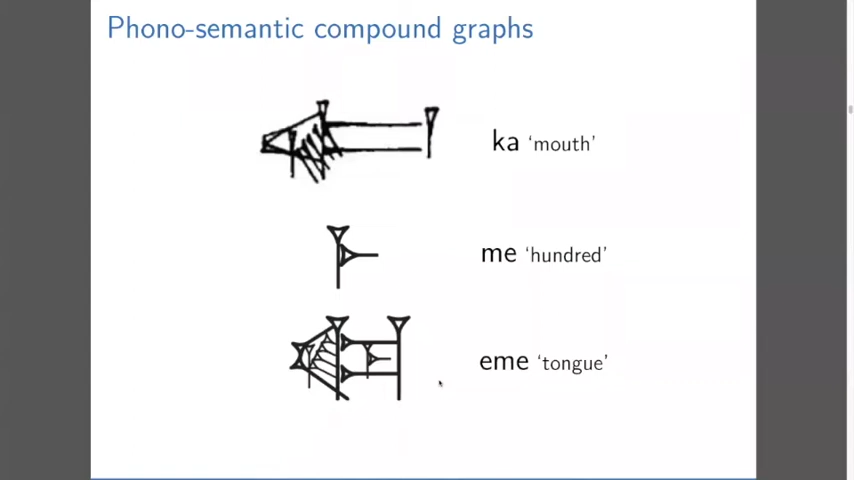 Phono-semantic compound graphs
𒅗 ka ‘mouth’
𒈨 me ‘hundred’
𒅴 eme ‘tongue’